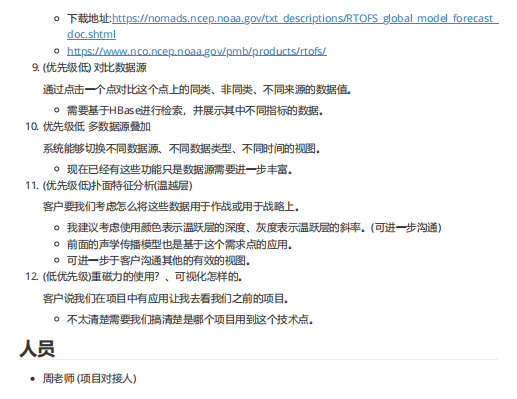 下载地址:https://nomads.ncep.noaa.gov/txt_descriptions/RTOFS_global_model_forecast_
doc.shtml
https://www.nco.ncep.noaa.gov/pmb/products/rtofs/
9. (优先级低) 对比数据源
通过点击一个点对比这个点上的同类、非同类、不同来源的数据值。
需要基于HBase进行检索，并展示其中不同指标的数据。
10. 优先级低 多数据源叠加
系统能够切换不同数据源、不同数据类型、不同时间的视图。
现在已经有这些功能只是数据源需要进一步丰富。
11. (优先级低)扑面特征分析(温越层)
客户要我们考虑怎么将这些数据用于作战或用于战略上。
我建议考虑使用颜色表示温跃层的深度、灰度表示温跃层的斜率。(可进一步沟通)
前面的声学传播模型也是基于这个需求点的应用。
可进一步于客户沟通其他的有效的视图。
12. (低优先级)重磁力的使用？、可视化怎样的。
客户说我们在项目中有应用让我去看我们之前的项目。
不太清楚需要我们搞清楚是哪个项目用到这个技术点。
人员
周老师 (项目对接人)